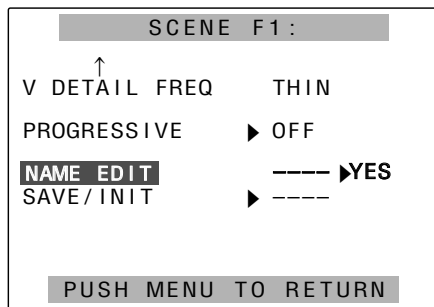 SCENE F1:
↑
V DETAIL FREQ THIN
PROGRESSIVE ▶ OFF
NAME EDIT ---- ▶YES
SAVE/INIT ▶ ----
PUSH MENU TO RETURN